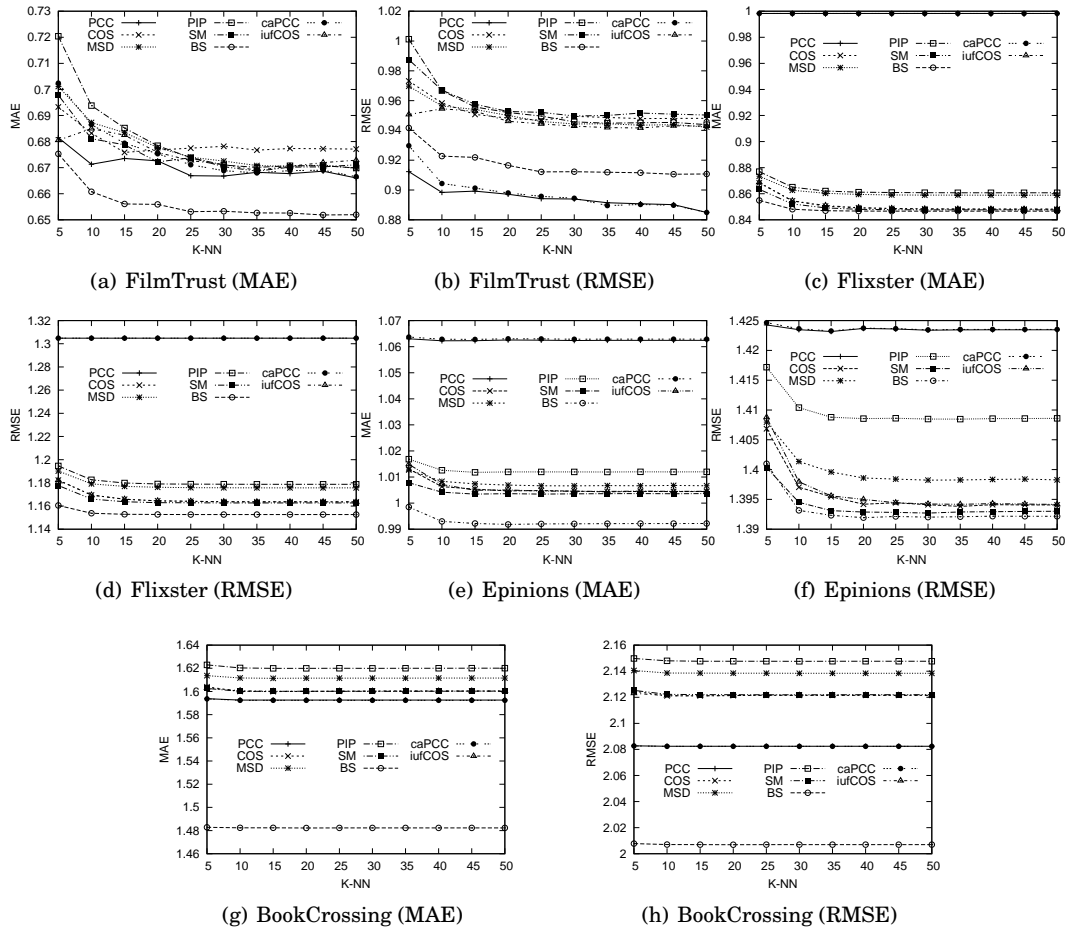 0.73
0.72
0.71
0.7
0.69
0.68
0.67
0.66
0.65
MAE
PCC
COS
MSD
PIP
SM
BS
caPCC
iufCOS
5 10 15 20 25 30 35 40 45 50
K-NN
(a) FilmTrust (MAE)
1.02
1
0.98
0.96
0.94
0.92
0.9
0.88
RMSE
PCC
COS
MSD
PIP
SM
BS
caPCC
iufCOS
5 10 15 20 25 30 35 40 45 50
K-NN
(b) FilmTrust (RMSE)
1
0.98
0.96
0.94
0.92
0.9
0.88
0.86
0.84
MAE
PCC
COS
MSD
PIP
SM
BS
caPCC
iufCOS
5 10 15 20 25 30 35 40 45 50
K-NN
(c) Flixster (MAE)
1.32
1.3
1.28
1.26
1.24
1.22
1.2
1.18
1.16
1.14
RMSE
PCC
COS
MSD
PIP
SM
BS
caPCC
iufCOS
5 10 15 20 25 30 35 40 45 50
K-NN
(d) Flixster (RMSE)
1.07
1.06
1.05
1.04
1.03
1.02
1.01
1
0.99
MAE
PCC
COS
MSD
PIP
SM
BS
caPCC
iufCOS
5 10 15 20 25 30 35 40 45 50
K-NN
(e) Epinions (MAE)
1.425
1.42
1.415
1.41
1.405
1.4
1.395
1.39
RMSE
PCC
COS
MSD
PIP
SM
BS
caPCC
iufCOS
5 10 15 20 25 30 35 40 45 50
K-NN
(f) Epinions (RMSE)
1.64
1.62
1.6
1.58
1.56
1.54
1.52
1.5
1.48
1.46
MAE
PCC
COS
MSD
PIP
SM
BS
caPCC
iufCOS
5 10 15 20 25 30 35 40 45 50
K-NN
(g) BookCrossing (MAE)
2.16
2.14
2.12
2.1
2.08
2.06
2.04
2.02
2
RMSE
PCC
COS
MSD
PIP
SM
BS
caPCC
iufCOS
5 10 15 20 25 30 35 40 45 50
K-NN
(h) BookCrossing (RMSE)